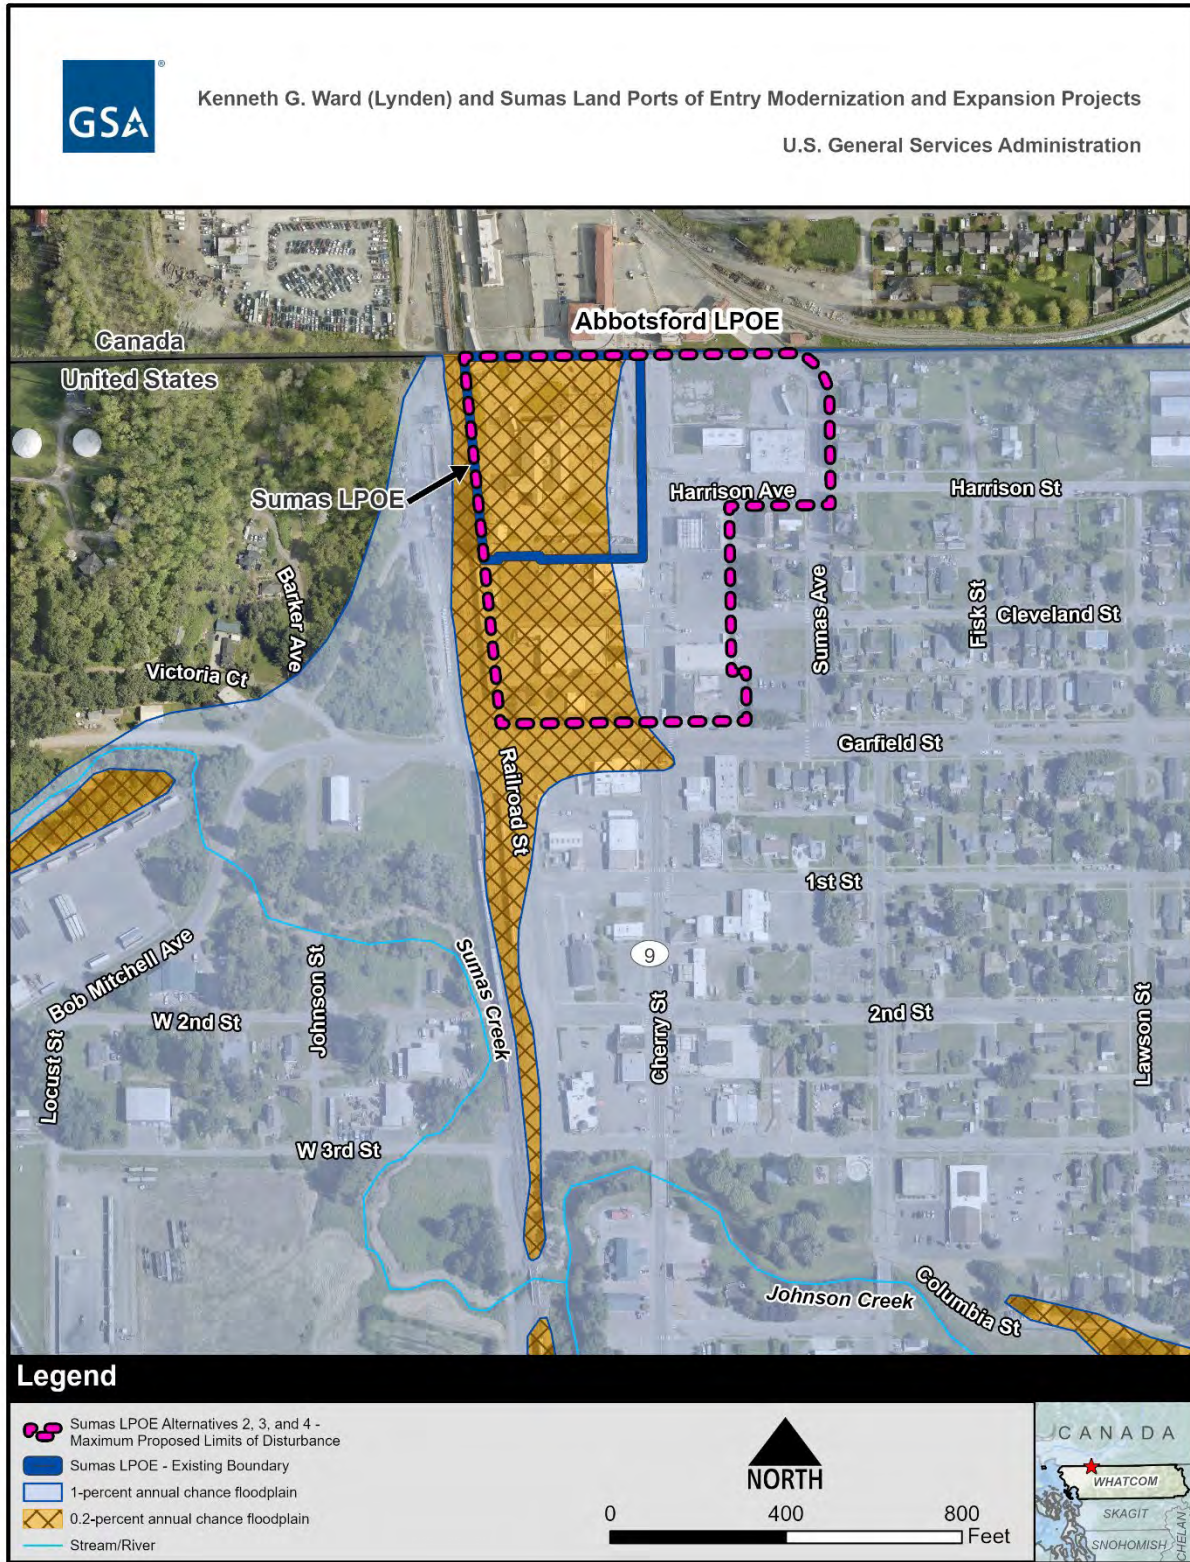 GSA
®
Kenneth G. Ward (Lynden) and Sumas Land Ports of Entry Modernization and Expansion Projects
U.S. General Services Administration
Abbotsford LPOE
Canada
United States
Sumas LPOE
Harrison Ave
Harrison St
Barker Ave
Sumas Ave
Fisk St
Cleveland St
Victoria Ct
Garfield St
Railroad St
1st St
Sumas Creek
9
Bob Mitchell Ave
Johnson St
W 2nd St
2nd St
Locust St
Cherry St
Lawson St
W 3rd St
Johnson Creek
Columbia St
Legend
Sumas LPOE Alternatives 2, 3, and 4 -
Maximum Proposed Limits of Disturbance
Sumas LPOE - Existing Boundary
1-percent annual chance floodplain
0.2-percent annual chance floodplain
Stream/River
NORTH
0 400 800
Feet
CANADA
WHATCOM
SKAGIT
SNOHOMISH
CHELAN